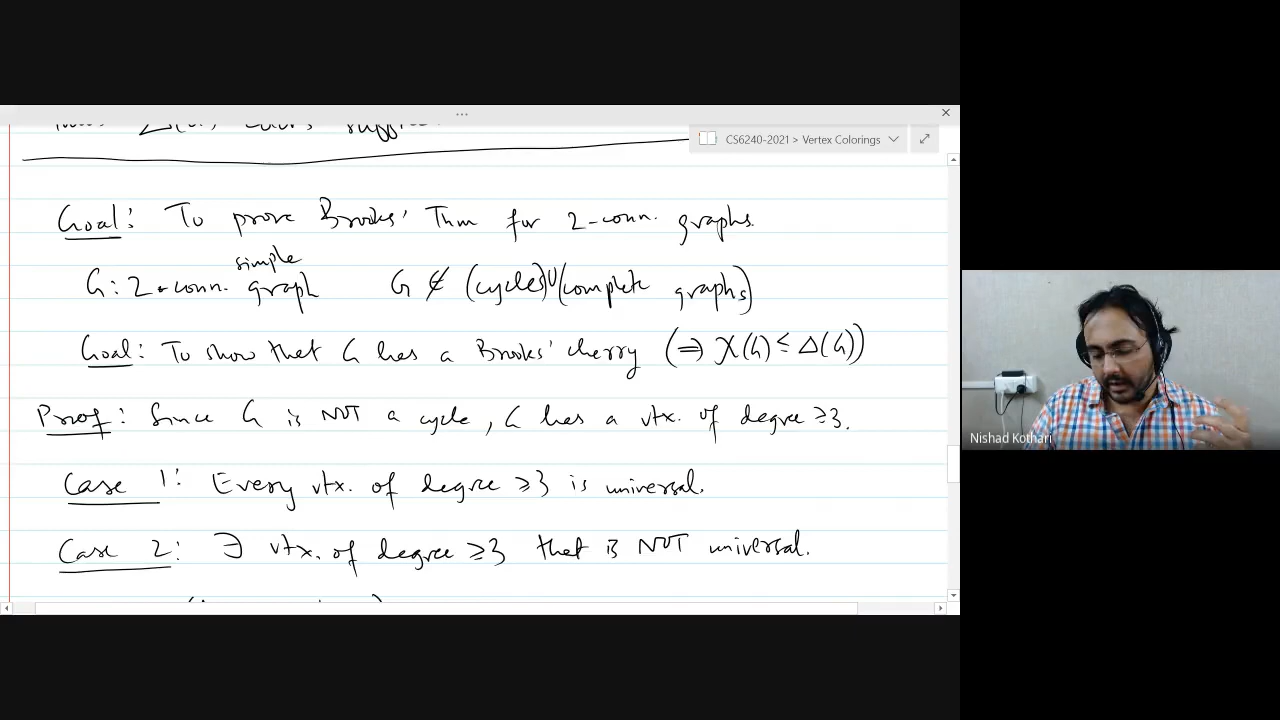 CS6240-2021 > Vertex Colorings
Goal: To prove Brooks' Thm for 2-conn. graphs.
simple
G: 2-conn. graph G ∉ (cycles)∪(complete graphs)
Goal: To show that G has a Brooks' cherry (⇒ χ(G) ≤ Δ(G))
Proof: Since G is NOT a cycle, G has a vtx. of degree ≥3.
Case 1: Every vtx. of degree ≥3 is universal.
Case 2: ∃ vtx. of degree ≥3 that is NOT universal.
Nishad Kothari